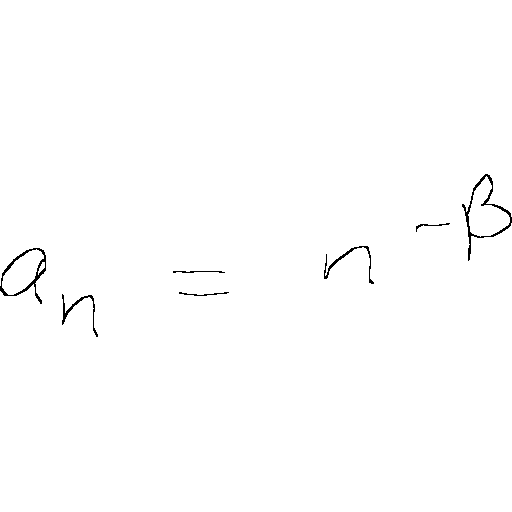 a_n = n^{-β}